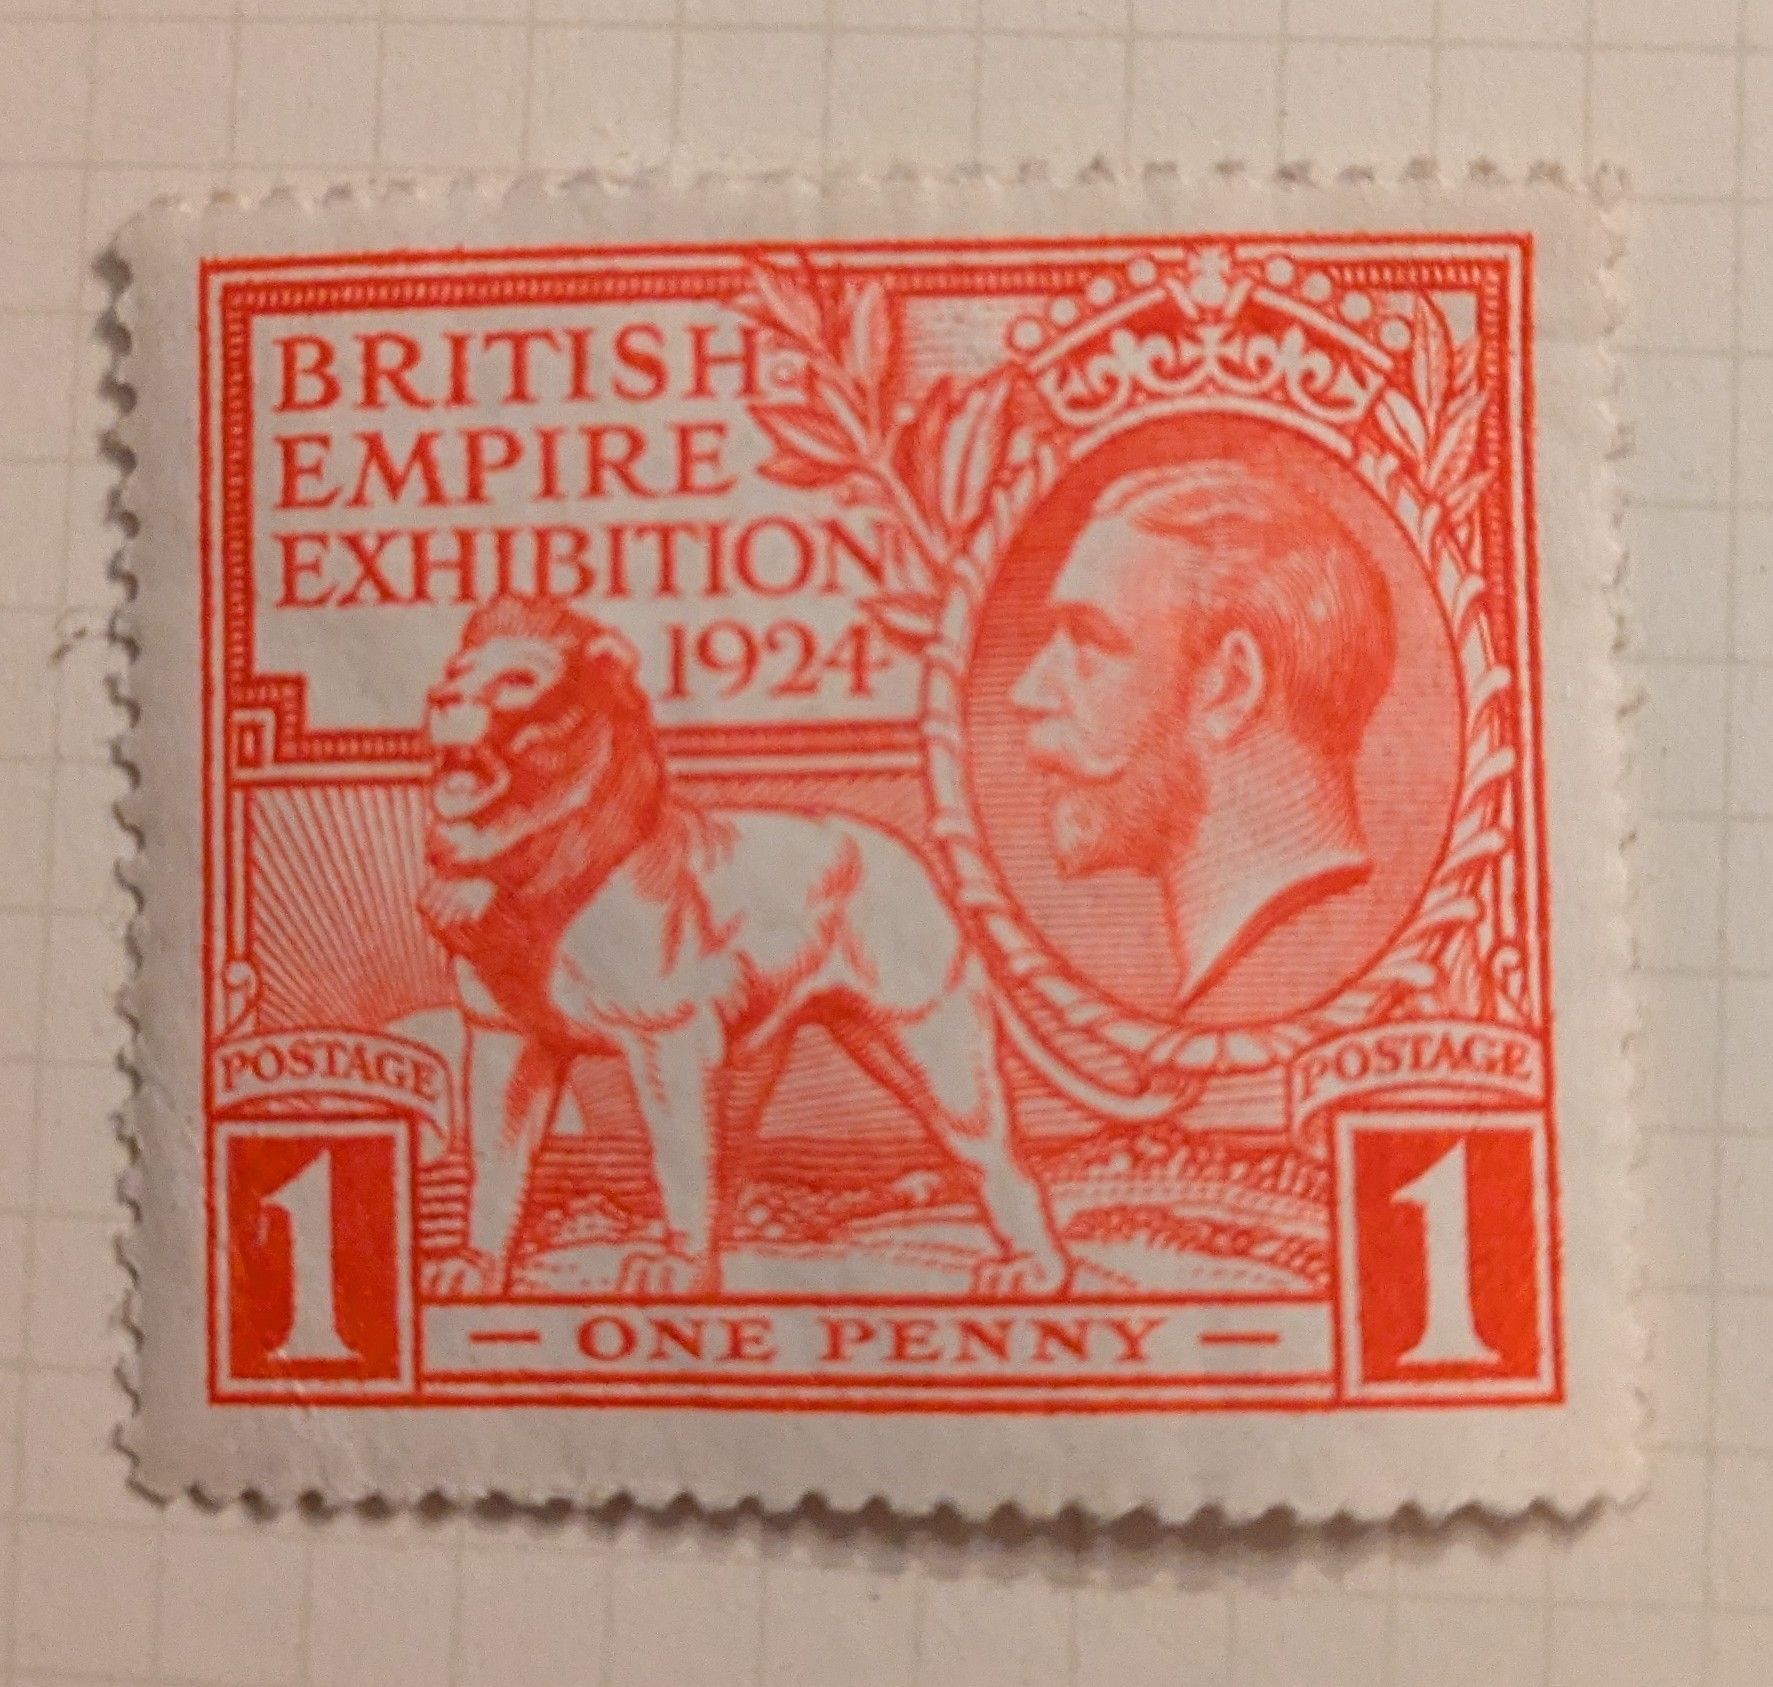 BRITISH
EMPIRE
EXHIBITION
1924
POSTAGE
POSTAGE
1
1
— ONE PENNY —